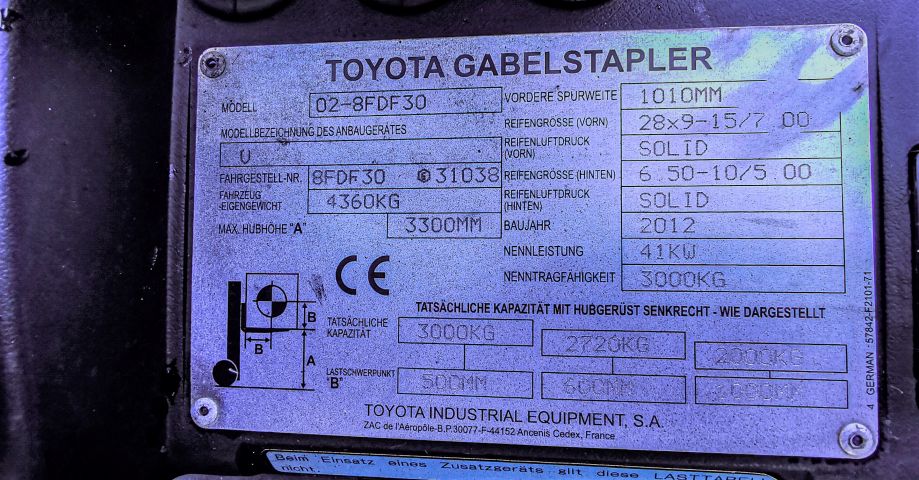 TOYOTA GABELSTAPLER
MODELL 02-8FDF30 VORDERE SPURWEITE 1010MM
MODELLBEZEICHNUNG DES ANBAUGERÄTES REIFENGRÖSSE (VORN) 28x9-15/7 00
V REIFENLUFTDRUCK (VORN) SOLID
FAHRGESTELL-NR. 8FDF30 31038 REIFENGRÖSSE (HINTEN) 6.50-10/5.00
FAHRZEUG -EIGENGEWICHT 4360KG REIFENLUFTDRUCK (HINTEN) SOLID
MAX. HUBHÖHE "A" 3300MM BAUJAHR 2012
NENNLEISTUNG 41KW
CE NENNTRAGFÄHIGKEIT 3000KG
TATSÄCHLICHE KAPAZITÄT MIT HUBGERÜST SENKRECHT - WIE DARGESTELLT
TATSÄCHLICHE KAPAZITÄT 3000KG 2720KG 2000KG
B
B
A
LASTSCHWERPUNKT "B" 500MM 600MM
TOYOTA INDUSTRIAL EQUIPMENT, S.A.
ZAC de l'Aéropôle-B.P.30077-F-44152 Ancenis Cedex, France
4 GERMAN - 57842-F2101-71
Beim Einsatz eines Zusatzgeräts gilt diese LASTTABELL
nicht.